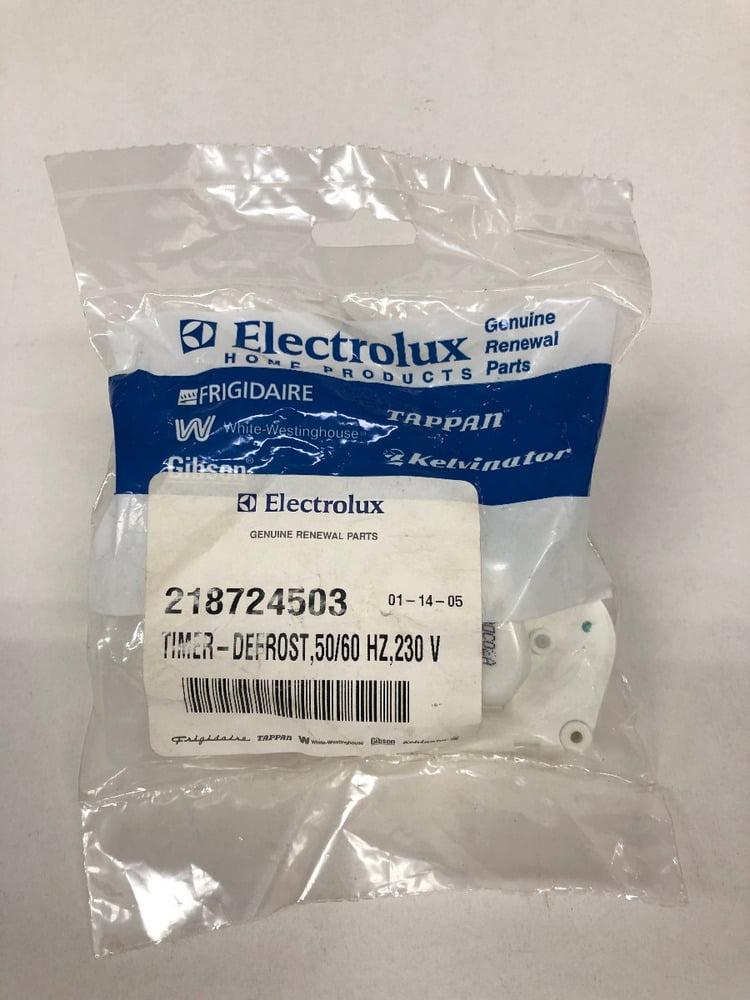 Electrolux
HOME PRODUCTS
Genuine
Renewal
Parts
FRIGIDAIRE
TAPPAN
White-Westinghouse
Kelvinator
Gibson
Electrolux
GENUINE RENEWAL PARTS
218724503 01-14-05
TIMER-DEFROST,50/60 HZ,230 V
Frigidaire TAPPAN White-Westinghouse Gibson Kelvinator